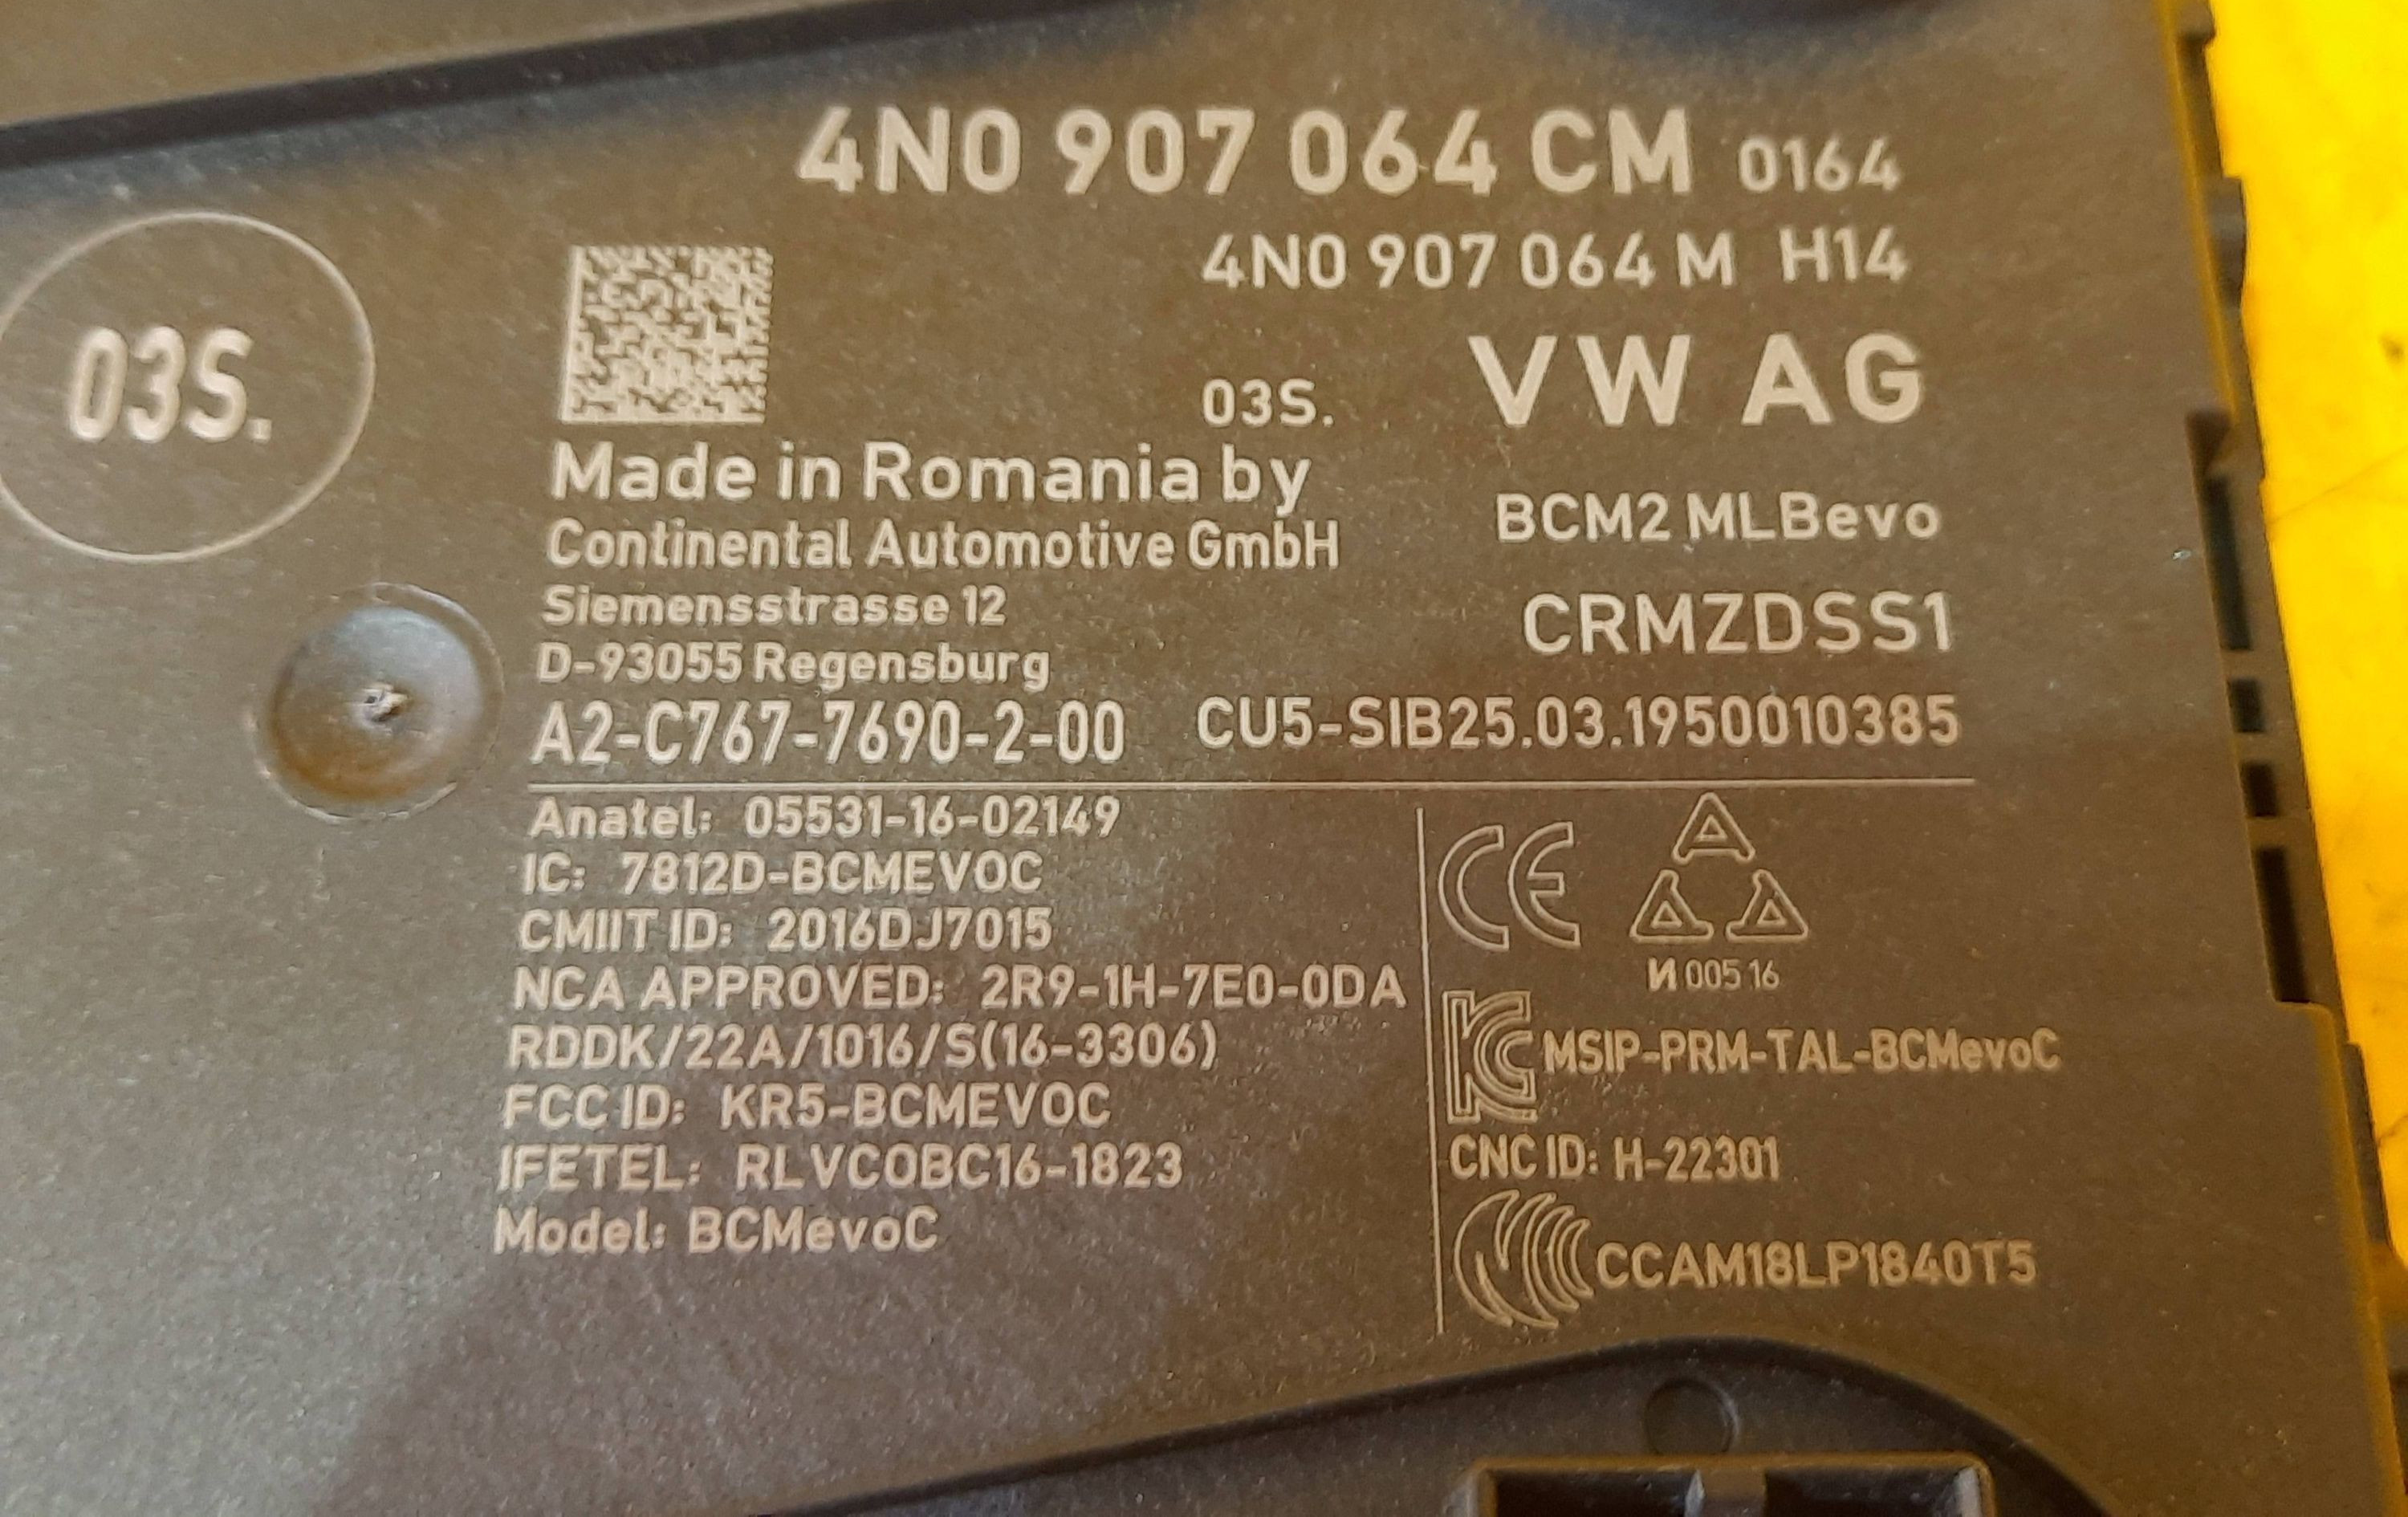 4N0 907 064 CM 0164
4N0 907 064 M H14
03S.
03S. VW AG
Made in Romania by
Continental Automotive GmbH
BCM2 MLBevo
Siemensstrasse 12
CRMZDSS1
D-93055 Regensburg
A2-C767-7690-2-00 CU5-SIB25.03.1950010385
Anatel: 05531-16-02149
IC: 7812D-BCMEVOC
CMIIT ID: 2016DJ7015
NCA APPROVED: 2R9-1H-7E0-0DA
RDDK/22A/1016/S(16-3306)
FCC ID: KR5-BCMEVOC
IFETEL: RLVCOBC16-1823
Model: BCMevoC
CE
И 005 16
MSIP-PRM-TAL-BCMevoC
CNC ID: H-22301
CCAM18LP1840T5